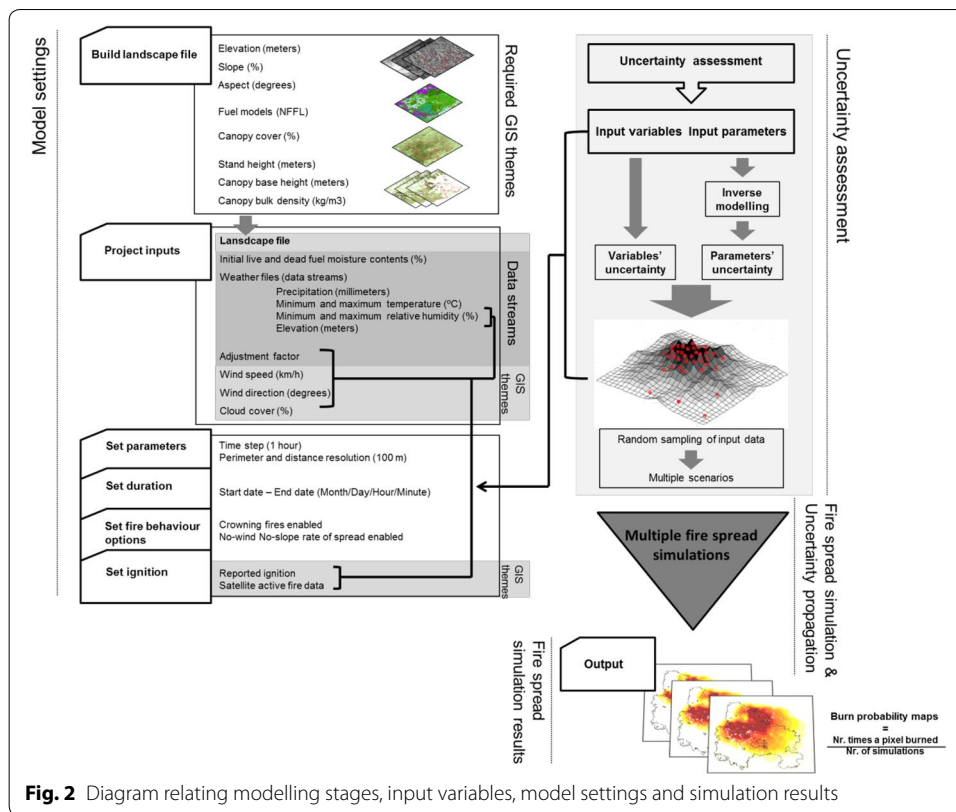 Model settings
Build landscape file
Elevation (meters)
Slope (%)
Aspect (degrees)
Fuel models (NFFL)
Canopy cover (%)
Stand height (meters)
Canopy base height (meters)
Canopy bulk density (kg/m3)
Required GIS themes
Project inputs
Lansdcape file
Initial live and dead fuel moisture contents (%)
Weather files (data streams)
Precipitation (millimeters)
Minimum and maximum temperature (ºC)
Minimum and maximum relative humidity (%)
Elevation (meters)
Data streams
Adjustment factor
Wind speed (km/h)
Wind direction (degrees)
Cloud cover (%)
GIS
themes
Set parameters
Time step (1 hour)
Perimeter and distance resolution (100 m)
Set duration
Start date – End date (Month/Day/Hour/Minute)
Set fire behaviour
options
Crowning fires enabled
No-wind No-slope rate of spread enabled
Set ignition
Reported ignition
Satellite active fire data
GIS
themes
Uncertainty assessment
Uncertainty assessment
Input variables Input parameters
Inverse
modelling
Variables'
uncertainty
Parameters'
uncertainty
Random sampling of input data
Multiple scenarios
Multiple fire spread
simulations
Fire spread simulation &
Uncertainty propagation
Fire spread
simulation results
Output
Burn probability maps
=
Nr. times a pixel burned
Nr. of simulations
Fig. 2 Diagram relating modelling stages, input variables, model settings and simulation results